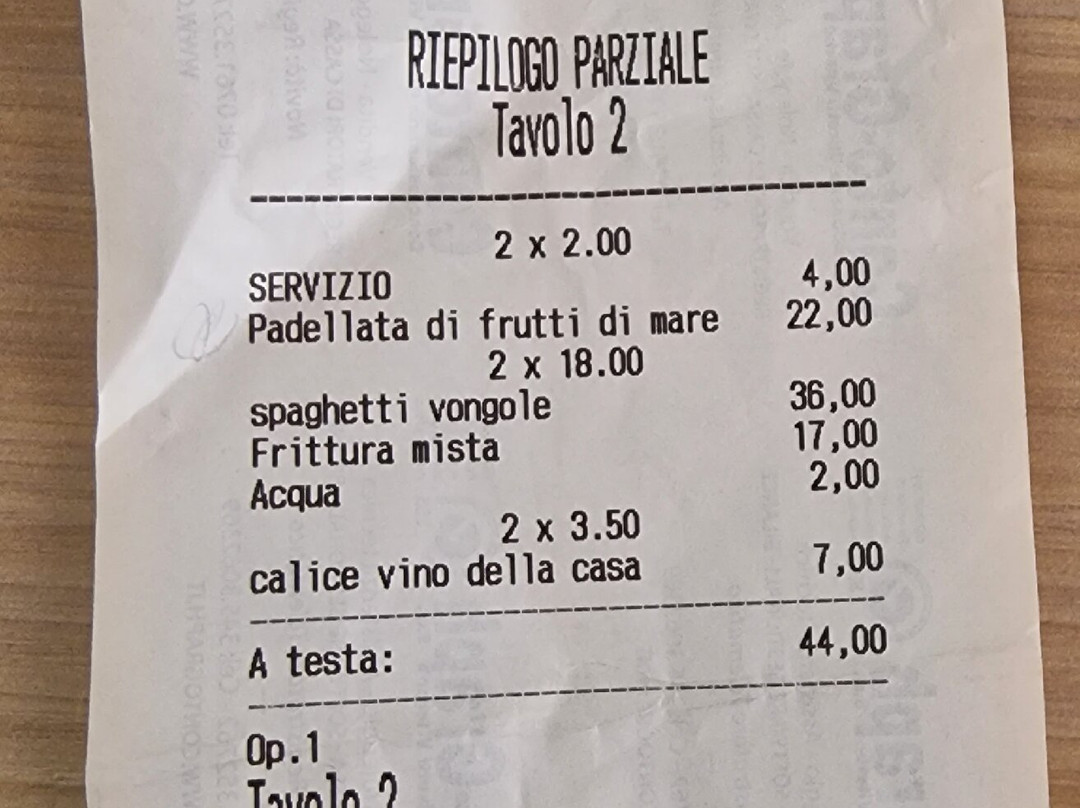 RIEPILOGO PARZIALE
Tavolo 2
2 x 2.00
SERVIZIO 4,00
Padellata di frutti di mare 22,00
2 x 18.00
spaghetti vongole 36,00
Frittura mista 17,00
Acqua 2,00
2 x 3.50
calice vino della casa 7,00
A testa: 44,00
Op.1
Tavolo 2